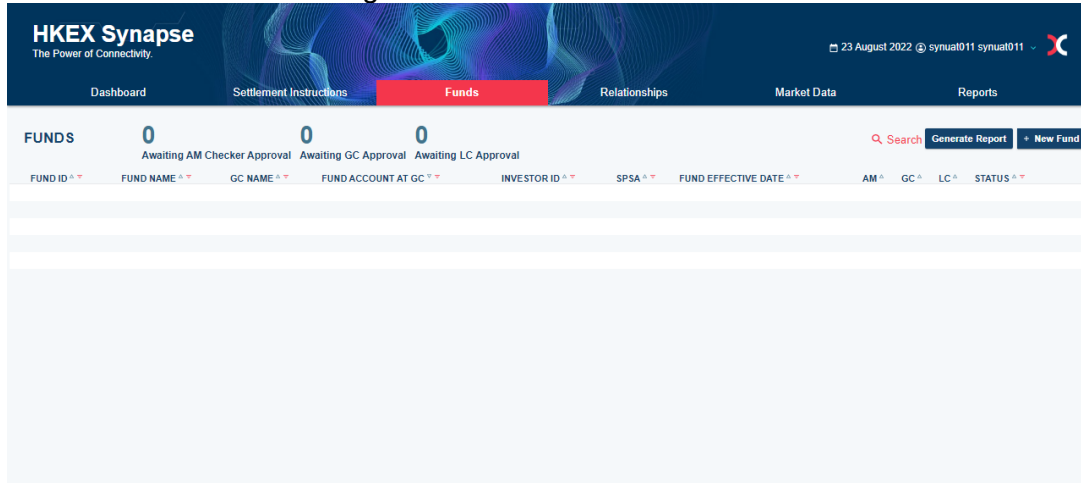 HKEX Synapse
The Power of Connectivity.
23 August 2022 synuat011 synuat011
Dashboard Settlement Instructions Funds Relationships Market Data Reports
FUNDS 0 0 0 Search Generate Report + New Fund
Awaiting AM Checker Approval Awaiting GC Approval Awaiting LC Approval
FUND ID FUND NAME GC NAME FUND ACCOUNT AT GC INVESTOR ID SPSA FUND EFFECTIVE DATE AM GC LC STATUS